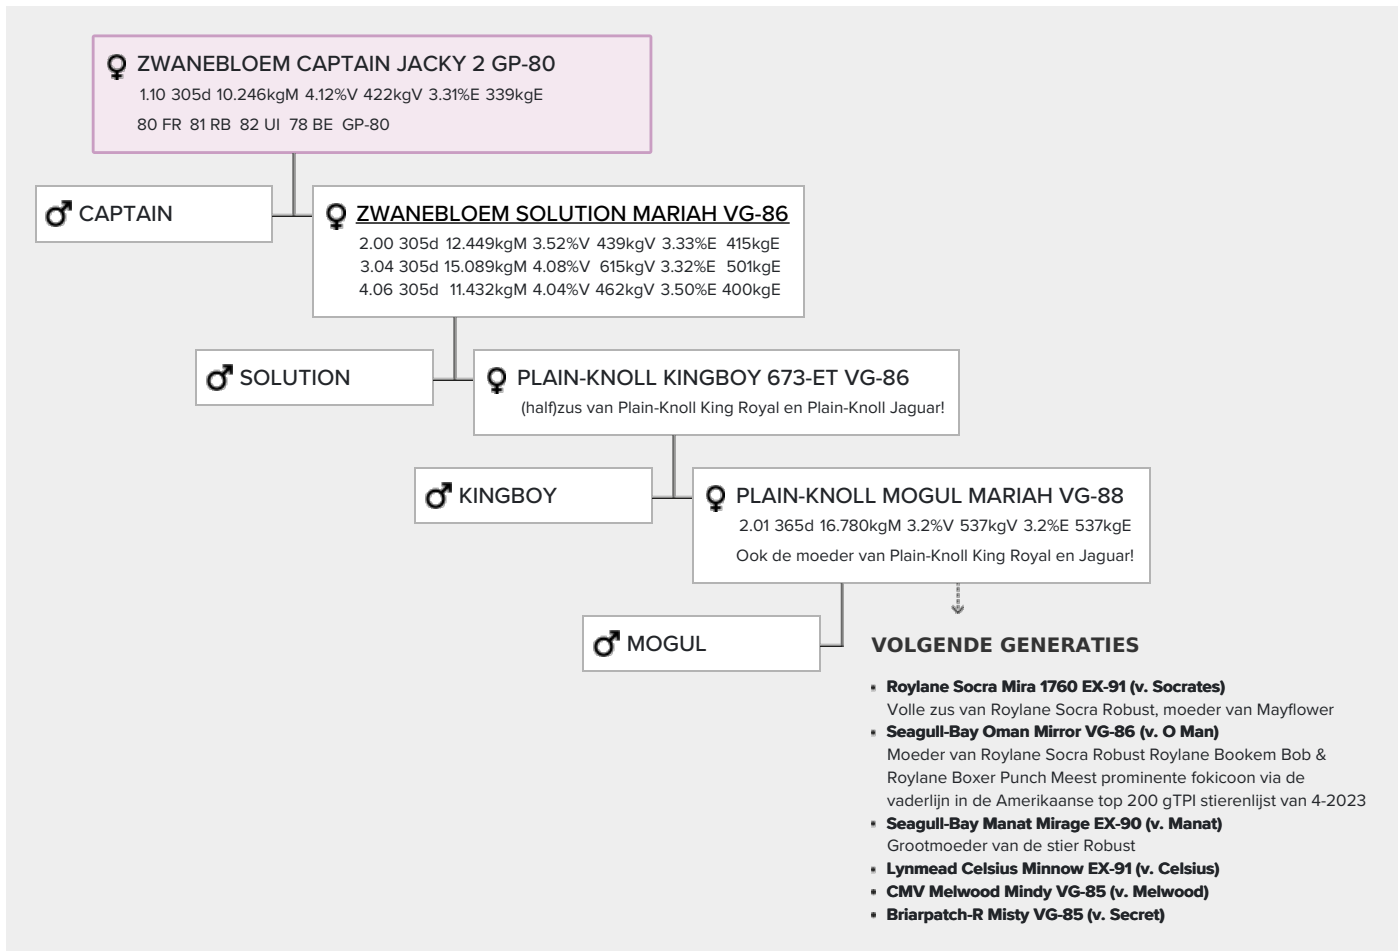 ZWANEBLOEM CAPTAIN JACKY 2 GP-80
1.10 305d 10.246kgM 4.12%V 422kgV 3.31%E 339kgE
80 FR 81 RB 82 UI 78 BE GP-80
CAPTAIN
ZWANEBLOEM SOLUTION MARIAH VG-86
2.00 305d 12.449kgM 3.52%V 439kgV 3.33%E 415kgE
3.04 305d 15.089kgM 4.08%V 615kgV 3.32%E 501kgE
4.06 305d 11.432kgM 4.04%V 462kgV 3.50%E 400kgE
SOLUTION
PLAIN-KNOLL KINGBOY 673-ET VG-86
(half)zus van Plain-Knoll King Royal en Plain-Knoll Jaguar!
KINGBOY
PLAIN-KNOLL MOGUL MARIAH VG-88
2.01 365d 16.780kgM 3.2%V 537kgV 3.2%E 537kgE
Ook de moeder van Plain-Knoll King Royal en Jaguar!
MOGUL
VOLGENDE GENERATIES
Roylane Socra Mira 1760 EX-91 (v. Socrates)
Volle zus van Roylane Socra Robust, moeder van Mayflower
Seagull-Bay Oman Mirror VG-86 (v. O Man)
Moeder van Roylane Socra Robust Roylane Bookem Bob &
Roylane Boxer Punch Meest prominente fokicoon via de
vaderlijn in de Amerikaanse top 200 gTPI stierenlijst van 4-2023
Seagull-Bay Manat Mirage EX-90 (v. Manat)
Grootmoeder van de stier Robust
Lynmead Celsius Minnow EX-91 (v. Celsius)
CMV Melwood Mindy VG-85 (v. Melwood)
Briarpatch-R Misty VG-85 (v. Secret)